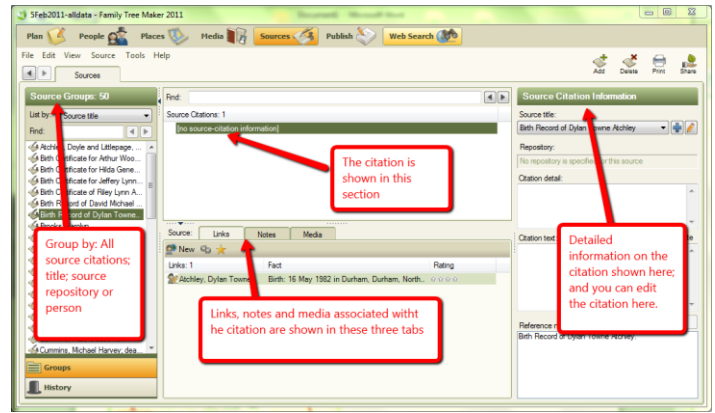 5Feb2011-alldata - Family Tree Maker 2011
Plan People Places Media Sources Publish Web Search
File Edit View Source Tools Help
Add Delete Print Share
Sources
Source Groups: 50
List by: Source title
Find:
Atchley, Doyle and Littlepage, ...
Birth Certificate for Arthur Woo...
Birth Certificate for Hilda Gene...
Birth Certificate for Jeffery Lynn...
Birth Certificate of Riley Lynn A...
Birth Record of David Michael ...
Birth Record of Dylan Towne...
Group by: All
source citations;
title; source
repository or
person
Cummins, Michael Harvey; dea...
Groups
History
Find:
Source Citations: 1
[no source-citation information]
The citation is
shown in this
section
Source: Links Notes Media
New
Links: 1 Fact Rating
Atchley, Dylan Towne Birth: 16 May 1982 in Durham, Durham, North..
Links, notes and media associated witht
he citation are shown in these three tabs
Source Citation Information
Source title:
Birth Record of Dylan Towne Atchley
Repository:
No repository is specified for this source
Citation detail:
Citation text:
Detailed
information on the
citation shown here;
and you can edit
the citation here.
Reference n
Birth Record of Dylan Towne Atchley.